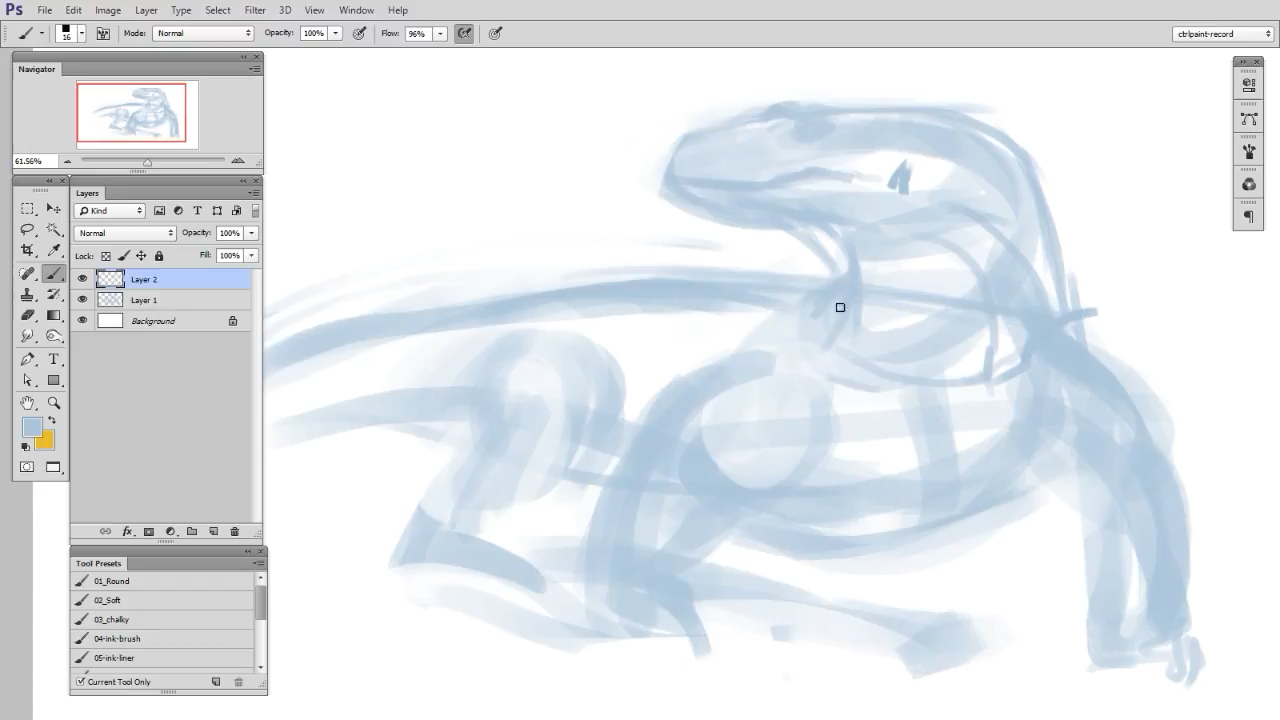 Ps File Edit Image Layer Type Select Filter 3D View Window Help
16 Mode: Normal Opacity: 100% Flow: 96% ctrlpaint-record
Navigator
61.56%
Layers
Kind T
Normal Opacity: 100%
Lock: Fill: 100%
Layer 2
Layer 1
Background
T
fx
Tool Presets
01_Round
02_Soft
03_chalky
04-ink-brush
05-ink-liner
Current Tool Only